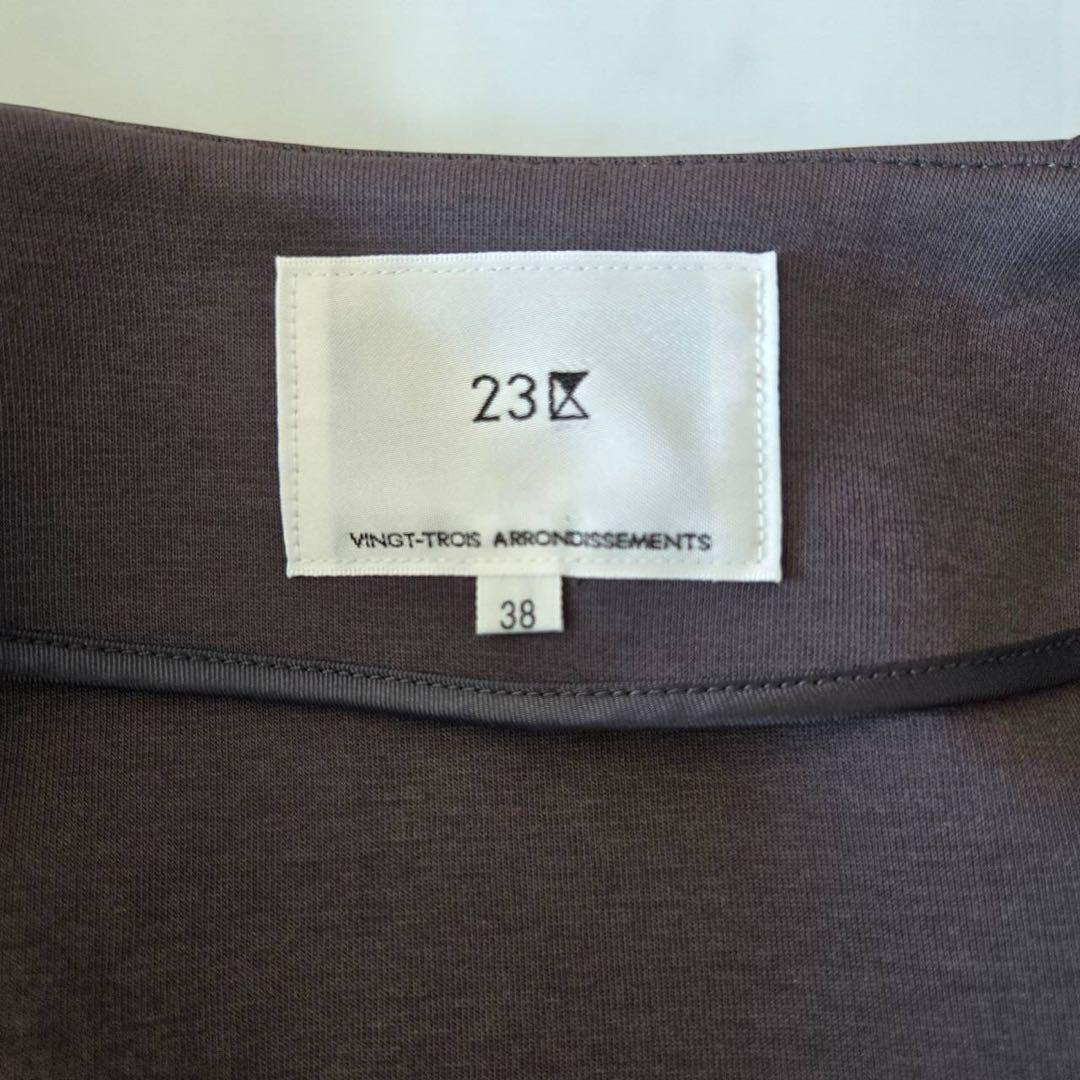 23区
VINGT-TROIS ARRONDISSEMENTS
38